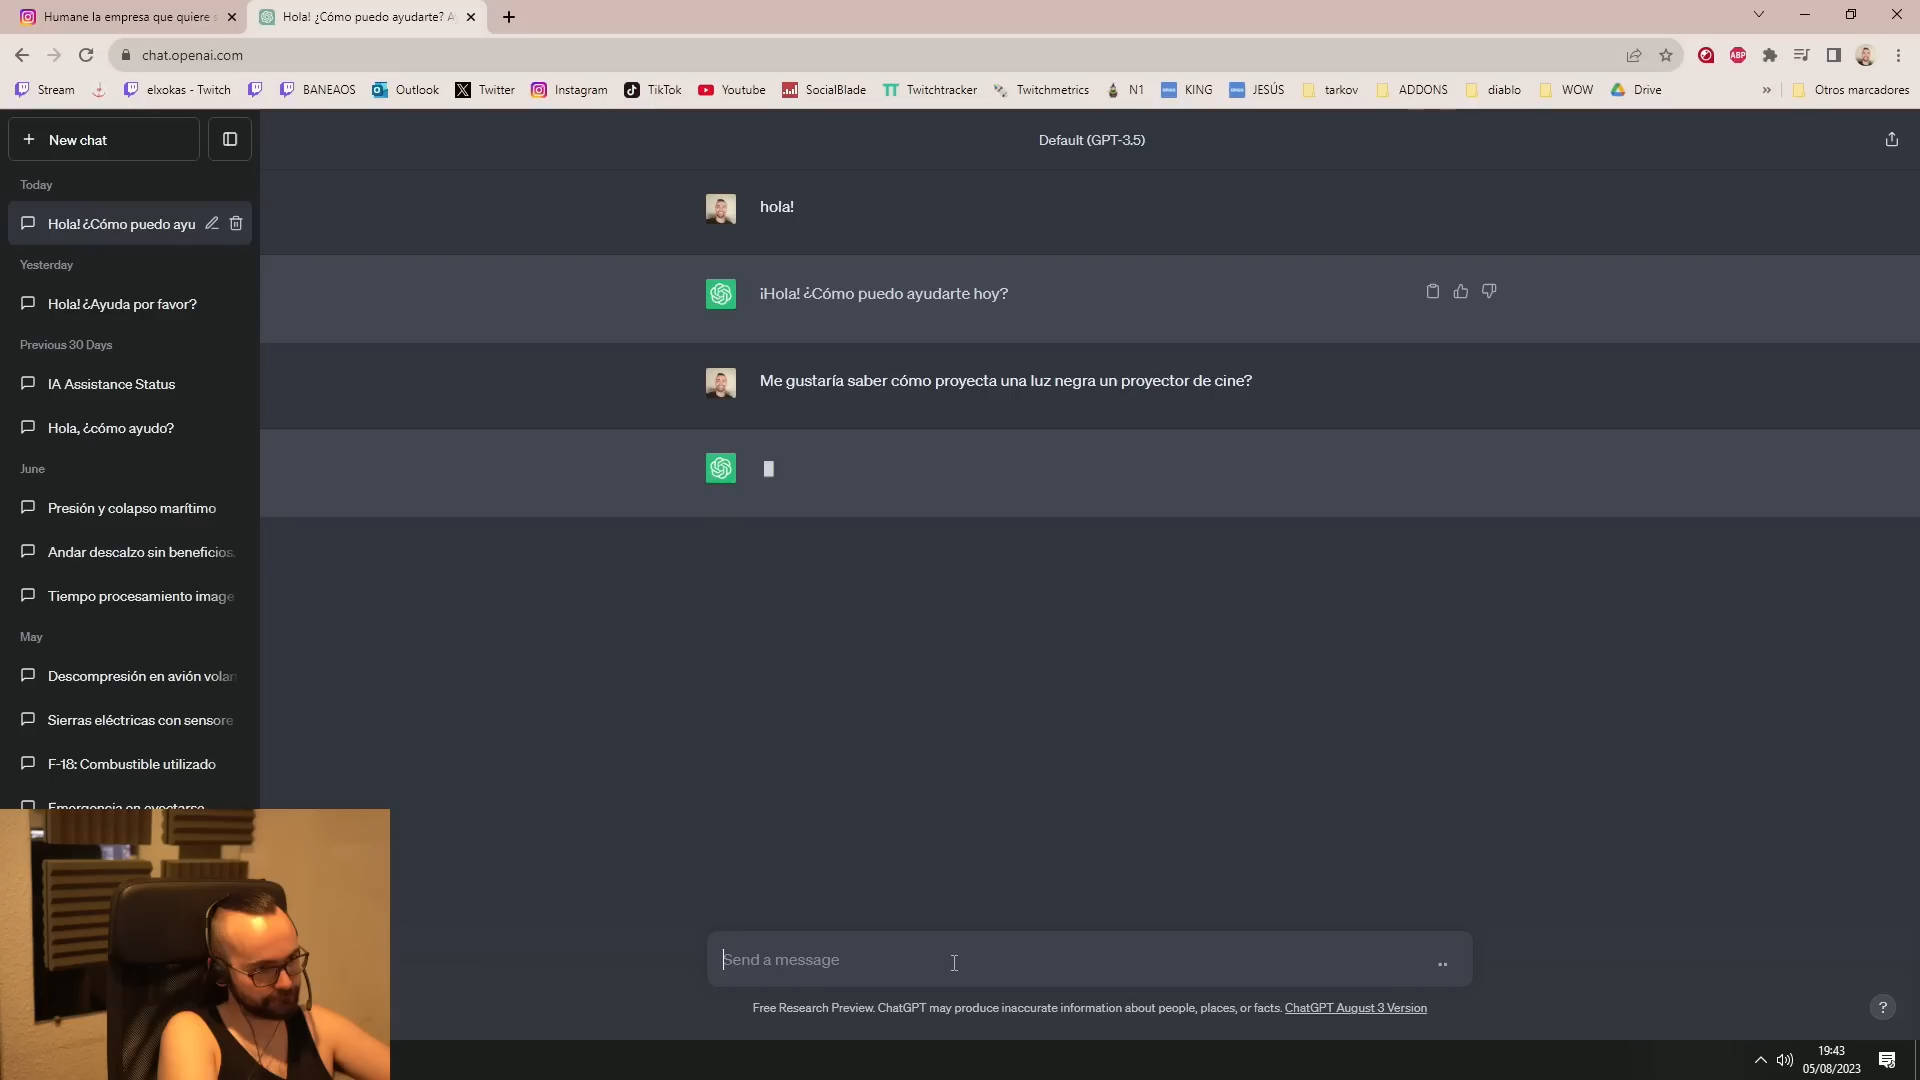 Humane la empresa que quiere s
Hola! ¿Cómo puedo ayudarte? A
chat.openai.com
ABP
Stream
elxokas - Twitch
BANEAOS
Outlook
Twitter
Instagram
TikTok
Youtube
SocialBlade
Twitchtracker
Twitchmetrics
N1
KING
JESÚS
tarkov
ADDONS
diablo
WOW
Drive
»
Otros marcadores
+ New chat
Default (GPT-3.5)
Today
Hola! ¿Cómo puedo ayu
Yesterday
Hola! ¿Ayuda por favor?
Previous 30 Days
IA Assistance Status
Hola, ¿cómo ayudo?
June
Presión y colapso marítimo
Andar descalzo sin beneficios.
Tiempo procesamiento image
May
Descompresión en avión volan
Sierras eléctricas con sensore
F-18: Combustible utilizado
Emergencia en eyectarse
hola!
¡Hola! ¿Cómo puedo ayudarte hoy?
Me gustaría saber cómo proyecta una luz negra un proyector de cine?
Send a message
Free Research Preview. ChatGPT may produce inaccurate information about people, places, or facts. ChatGPT August 3 Version
?
19:43
05/08/2023